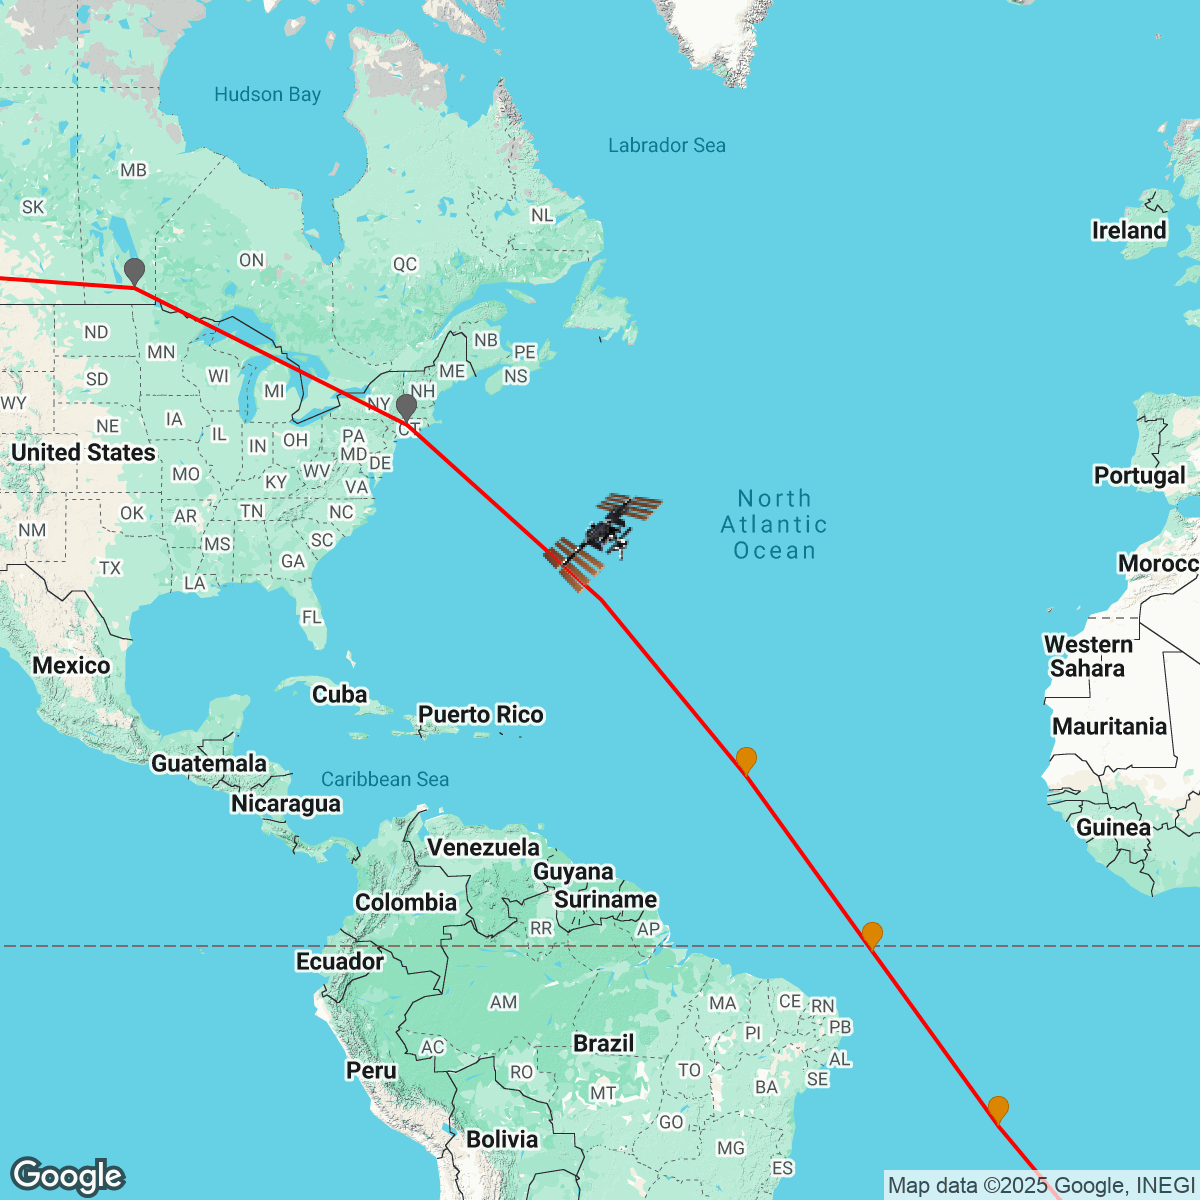 Hudson Bay
Labrador Sea
MB
SK
NL
Ireland
ON
QC
ND
MN
NB
PE
ME
NS
SD
WI
MI
NH
WY
NY
IA
NE
CT
IL
IN
OH
PA
United States
MD
DE
MO
WV
Portugal
KY
VA
North
Atlantic
Ocean
OK
AR
TN
NC
NM
MS
SC
GA
TX
Morocc
LA
FL
Western
Sahara
Mexico
Cuba
Puerto Rico
Mauritania
Guatemala
Caribbean Sea
Nicaragua
Guinea
Venezuela
Guyana
Suriname
Colombia
RR
AP
Ecuador
AM
MA
CE
RN
PI
PB
Brazil
AC
AL
Peru
RO
TO
SE
MT
BA
GO
Bolivia
MG
ES
Google
Map data ©2025 Google, INEGI